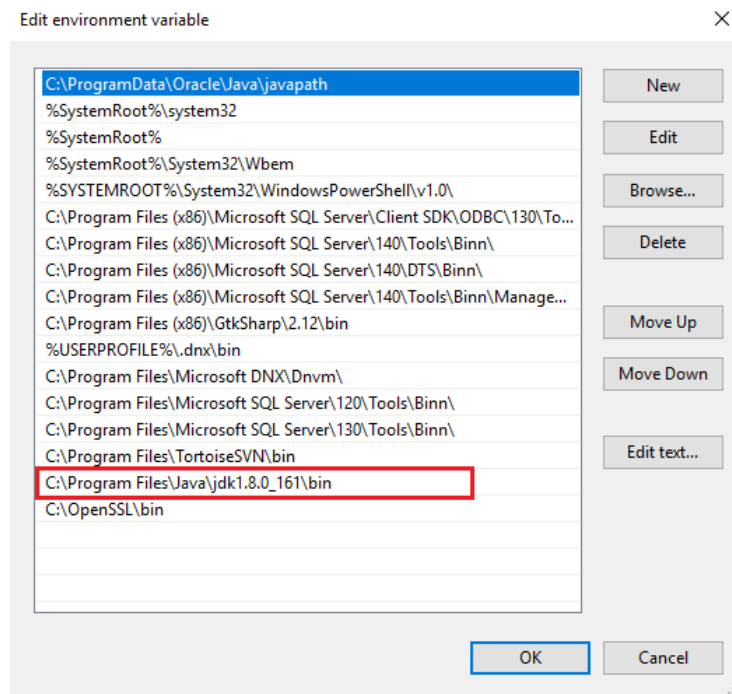 Edit environment variable
C:\ProgramData\Oracle\Java\javapath
New
%SystemRoot%\system32
%SystemRoot%
Edit
%SystemRoot%\System32\Wbem
%SYSTEMROOT%\System32\WindowsPowerShell\v1.0\
Browse...
C:\Program Files (x86)\Microsoft SQL Server\Client SDK\ODBC\130\To...
C:\Program Files (x86)\Microsoft SQL Server\140\Tools\Binn\
Delete
C:\Program Files (x86)\Microsoft SQL Server\140\DTS\Binn\
C:\Program Files (x86)\Microsoft SQL Server\140\Tools\Binn\Manage...
C:\Program Files (x86)\GtkSharp\2.12\bin
Move Up
%USERPROFILE%\.dnx\bin
C:\Program Files\Microsoft DNX\Dnvm\
Move Down
C:\Program Files\Microsoft SQL Server\120\Tools\Binn\
C:\Program Files\Microsoft SQL Server\130\Tools\Binn\
C:\Program Files\TortoiseSVN\bin
Edit text...
C:\Program Files\Java\jdk1.8.0_161\bin
C:\OpenSSL\bin
OK
Cancel